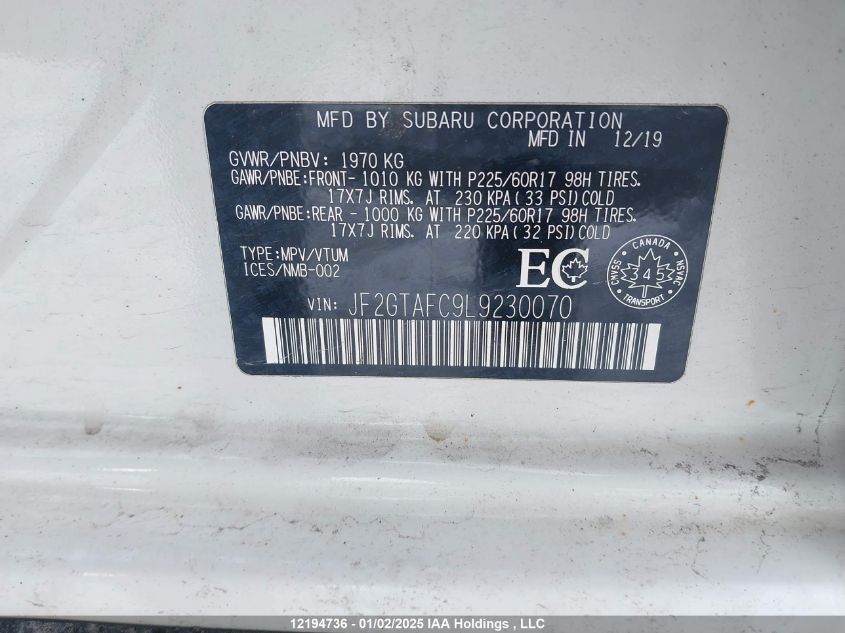 MFD BY SUBARU CORPORATION
MFD IN 12/19
GVWR/PNBV: 1970 KG
GAWR/PNBE:FRONT- 1010 KG WITH P225/60R17 98H TIRES.
17X7J RIMS. AT 230 KPA(33 PSI)COLD
GAWR/PNBE:REAR - 1000 KG WITH P225/60R17 98H TIRES.
17X7J RIMS. AT 220 KPA(32 PSI)COLD
TYPE:MPV/VTUM
ICES/NMB-002
EC
CANADA
CMVSS 345 NSVAC
TRANSPORT
VIN: JF2GTAFC9L9230070
12194736 - 01/02/2025 IAA Holdings , LLC